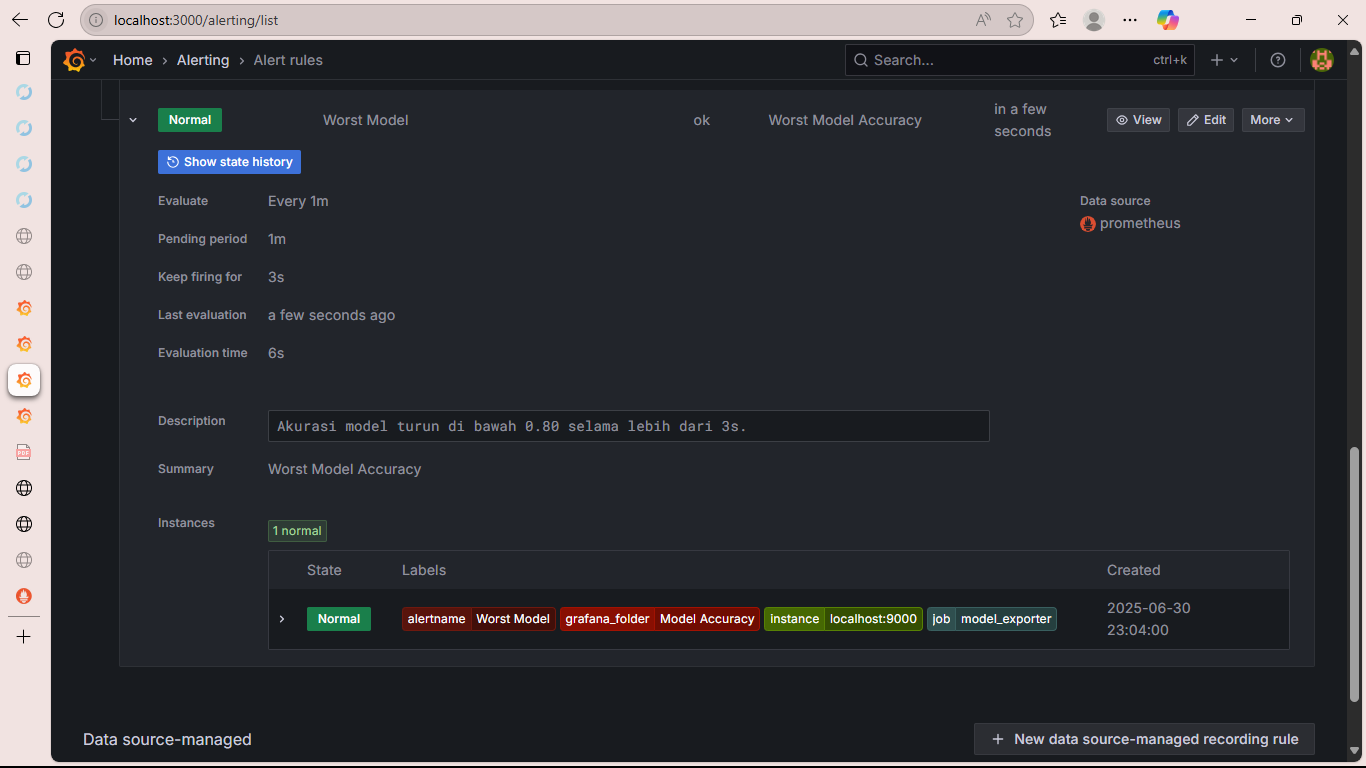 localhost:3000/alerting/list
Home › Alerting › Alert rules
Search... ctrl+k
Normal Worst Model ok Worst Model Accuracy in a few seconds View Edit More
Show state history
Evaluate Every 1m Data source
prometheus
Pending period 1m
Keep firing for 3s
Last evaluation a few seconds ago
Evaluation time 6s
Description Akurasi model turun di bawah 0.80 selama lebih dari 3s.
Summary Worst Model Accuracy
Instances 1 normal
State Labels Created
Normal alertname Worst Model grafana_folder Model Accuracy instance localhost:9000 job model_exporter 2025-06-30
23:04:00
Data source-managed + New data source-managed recording rule